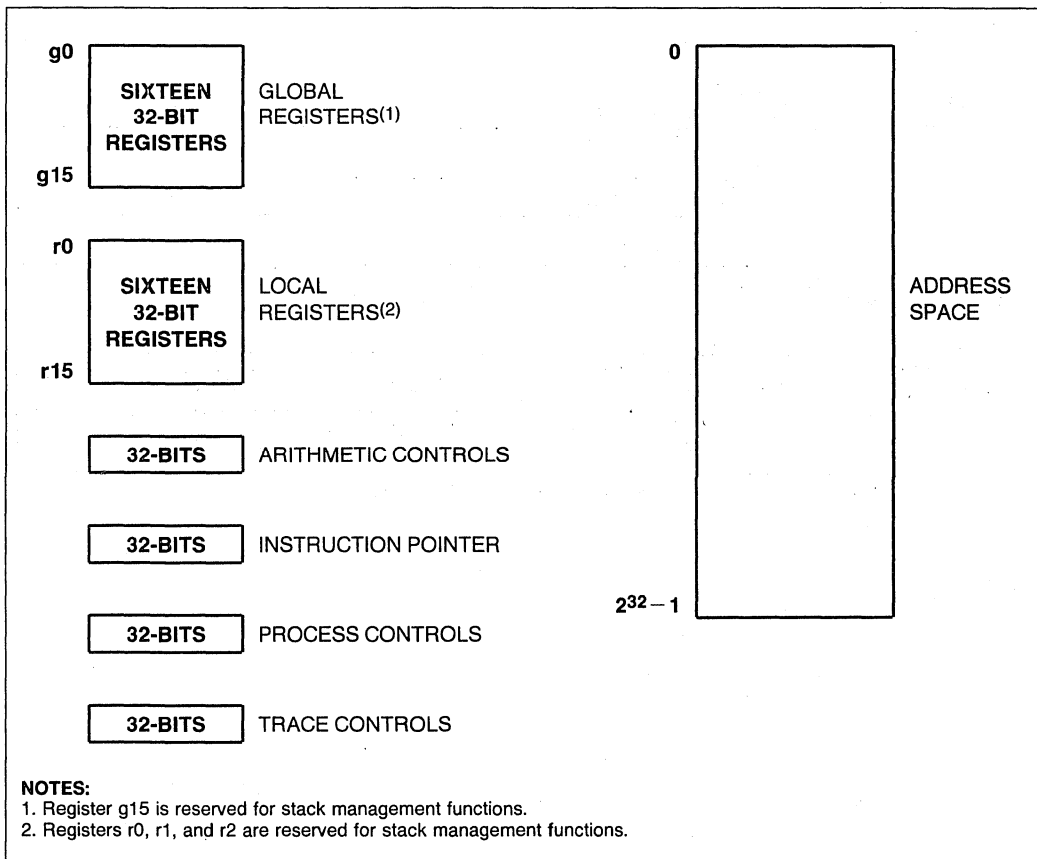 g0
SIXTEEN
32-BIT
REGISTERS
g15
GLOBAL
REGISTERS(1)
r0
SIXTEEN
32-BIT
REGISTERS
r15
LOCAL
REGISTERS(2)
32-BITS ARITHMETIC CONTROLS
32-BITS INSTRUCTION POINTER
32-BITS PROCESS CONTROLS
32-BITS TRACE CONTROLS
0
ADDRESS
SPACE
2³²−1
NOTES:
1. Register g15 is reserved for stack management functions.
2. Registers r0, r1, and r2 are reserved for stack management functions.